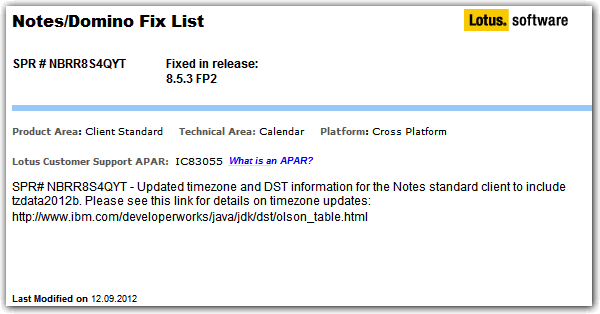 Notes/Domino Fix List
Lotus. software
SPR # NBRR8S4QYT Fixed in release:
8.5.3 FP2
Product Area: Client Standard Technical Area: Calendar Platform: Cross Platform
Lotus Customer Support APAR: IC83055 What is an APAR?
SPR# NBRR8S4QYT - Updated timezone and DST information for the Notes standard client to include
tzdata2012b. Please see this link for details on timezone updates:
http://www.ibm.com/developerworks/java/jdk/dst/olson_table.html
Last Modified on 12.09.2012